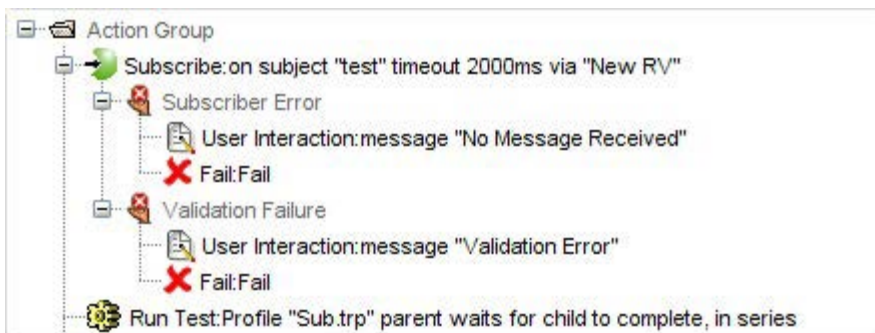 Action Group
Subscribe:on subject "test" timeout 2000ms via "New RV"
Subscriber Error
User Interaction:message "No Message Received"
Fail:Fail
Validation Failure
User Interaction:message "Validation Error"
Fail:Fail
Run Test:Profile "Sub.trp" parent waits for child to complete, in series